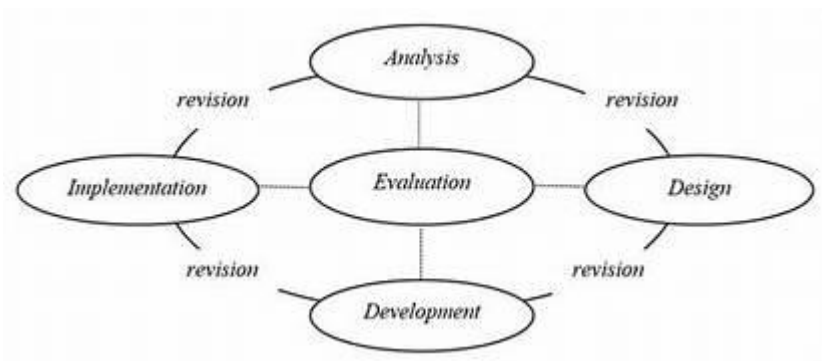 Analysis
revision
revision
Implementation
Evaluation
Design
revision
revision
Development